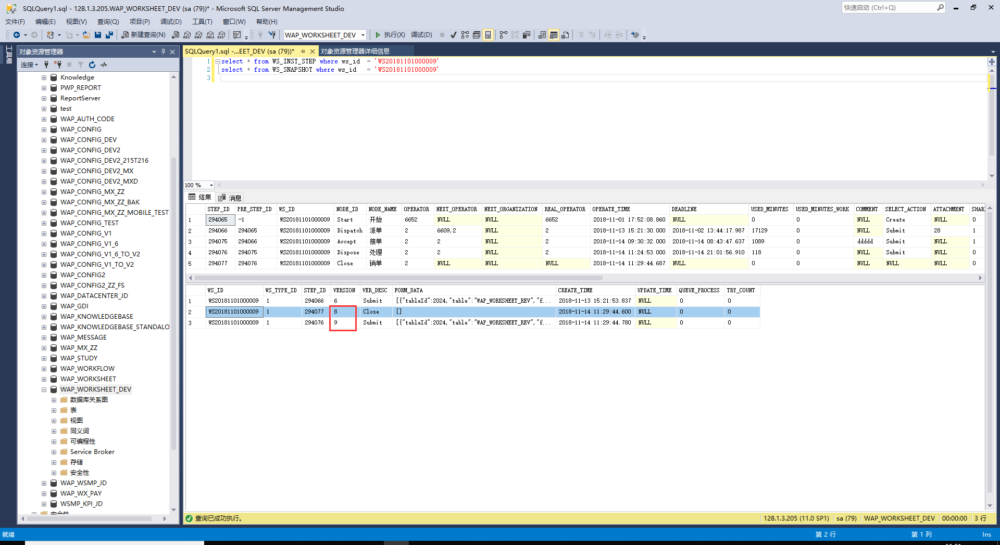 SQLQuery1.sql - 128.1.3.205.WAP_WORKSHEET_DEV (sa (79))* - Microsoft SQL Server Management Studio
快速启动 (Ctrl+Q)
文件(F) 编辑(E) 视图(V) 查询(Q) 项目(P) 调试(D) 工具(T) 窗口(W) 帮助(H)
新建查询(N) MDX DMX XMLA DAX WAP_WORKSHEET_DEV 执行(X) 调试(D)
工具箱
对象资源管理器
连接
Knowledge
PWP_REPORT
ReportServer
test
WAP_AUTH_CODE
WAP_CONFIG
WAP_CONFIG_DEV
WAP_CONFIG_DEV2
WAP_CONFIG_DEV2_215T216
WAP_CONFIG_DEV2_MX
WAP_CONFIG_DEV2_MXD
WAP_CONFIG_MX_ZZ
WAP_CONFIG_MX_ZZ_BAK
WAP_CONFIG_MX_ZZ_MOBILE_TEST
WAP_CONFIG_TEST
WAP_CONFIG_V1
WAP_CONFIG_V1_6
WAP_CONFIG_V1_6_TO_V2
WAP_CONFIG_V1_TO_V2
WAP_CONFIG2
WAP_CONFIG2_ZZ_FS
WAP_DATACENTER_JD
WAP_GDI
WAP_KNOWLEDGEBASE
WAP_KNOWLEDGEBASE_STANDALO
WAP_MESSAGE
WAP_MX_ZZ
WAP_STUDY
WAP_WORKFLOW
WAP_WORKSHEET
WAP_WORKSHEET_DEV
数据库关系图
表
视图
同义词
可编程性
Service Broker
存储
安全性
WAP_WSMP_JD
WAP_WX_PAY
WSMP_KPI_JD
安全性
SQLQuery1.sql -...EET_DEV (sa (79))* 对象资源管理器详细信息
1 select * from WS_INST_STEP where ws_id = 'WS20181101000009'
2 select * from WS_SNAPSHOT where ws_id = 'WS20181101000009'
3
100 %
结果 消息
STEP_ID PRE_STEP_ID WS_ID NODE_ID NODE_NAME OPERATOR NEXT_OPERATOR NEXT_ORGANIZATION REAL_OPERATOR OPERATE_TIME DEADLINE USED_MINUTES USED_MINUTES_WORK COMMENT SELECT_ACTION ATTACHMENT SHAR
1 294065 -1 WS20181101000009 Start 开始 6652 NULL NULL 6652 2018-11-01 17:52:08.860 NULL 0 0 NULL Create NULL 0
2 294066 294065 WS20181101000009 Dispatch 派单 2 6609,2 NULL 2 2018-11-13 15:21:30.000 2018-11-02 13:44:17.987 17129 0 NULL Submit 28 1
3 294075 294066 WS20181101000009 Accept 接单 2 2 NULL 2 2018-11-14 09:30:32.000 2018-11-14 08:43:47.637 1089 0 ddddd Submit NULL 1
4 294076 294075 WS20181101000009 Dispose 处理 2 2 NULL 2 2018-11-14 11:24:53.000 2018-11-14 21:01:56.910 118 0 NULL Submit NULL 0
5 294077 294076 WS20181101000009 Close 销单 2 NULL NULL NULL 2018-11-14 11:29:44.687 NULL 0 0 NULL NULL NULL 0
WS_ID WS_TYPE_ID STEP_ID VERSION VER_DESC FORM_DATA CREATE_TIME UPDATE_TIME QUEUE_PROCESS TRY_COUNT
1 WS20181101000009 1 294066 6 Submit [{"tableId":2024,"table":"WAP_WORKSHEET_REV","f... 2018-11-13 15:21:53.837 NULL 0 0
2 WS20181101000009 1 294077 8 Close [] 2018-11-14 11:29:44.600 NULL 0 0
3 WS20181101000009 1 294076 9 Submit [{"tableId":2024,"table":"WAP_WORKSHEET_REV","f... 2018-11-14 11:29:44.780 NULL 0 0
查询已成功执行。 128.1.3.205 (11.0 SP1) sa (79) WAP_WORKSHEET_DEV 00:00:00 3 行
就绪 第 2 行 第 1 列 Ins